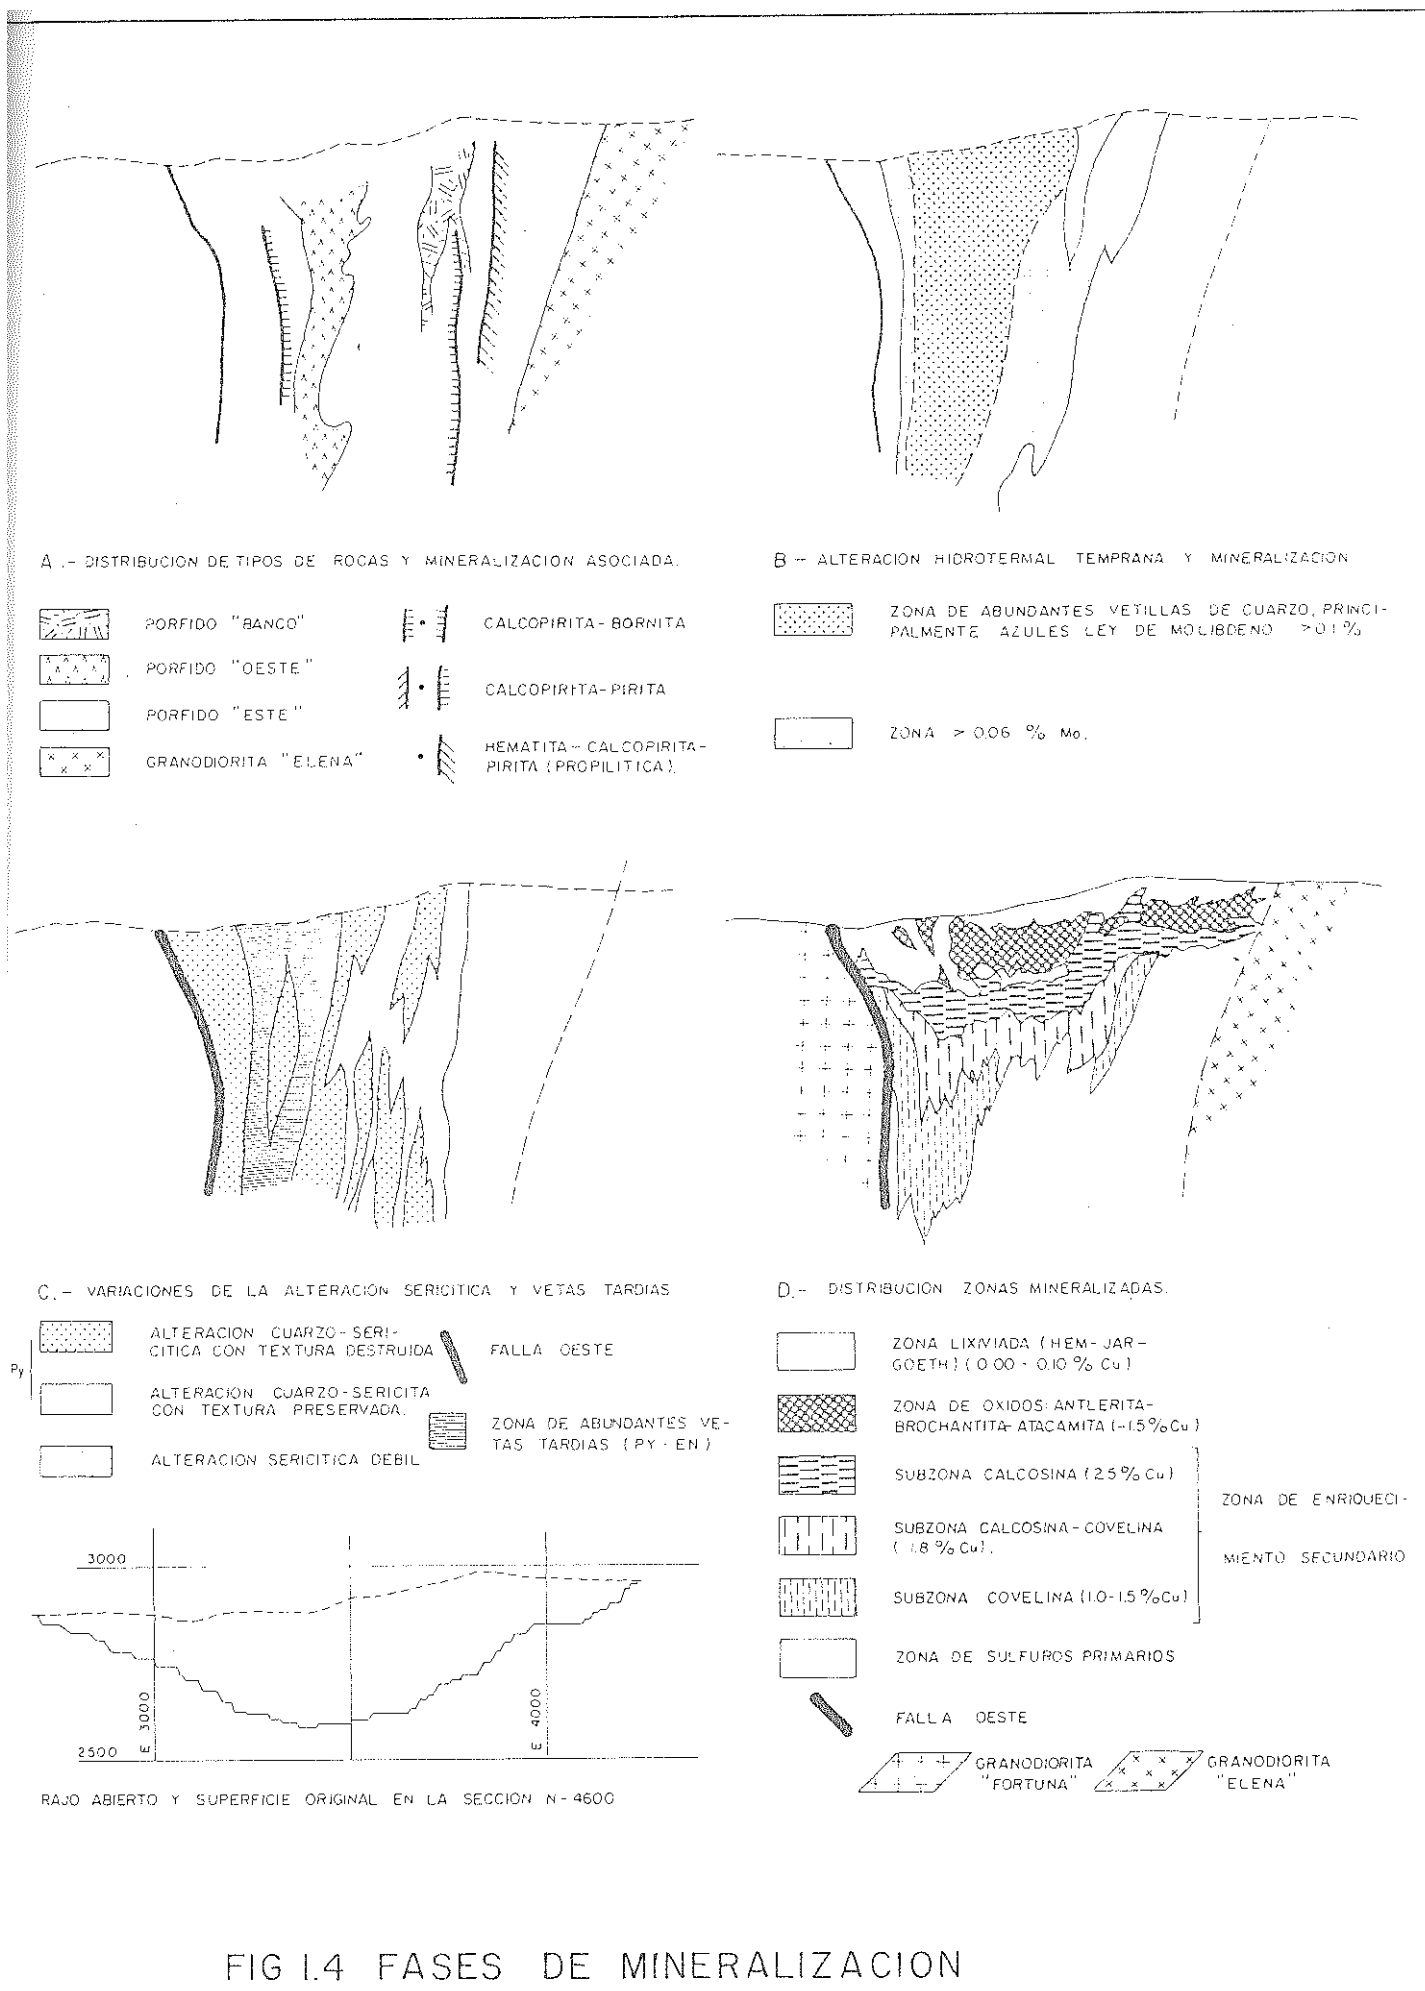 A.- DISTRIBUCION DE TIPOS DE ROCAS Y MINERALIZACION ASOCIADA.
PORFIDO "BANCO"
PORFIDO "OESTE"
PORFIDO "ESTE"
GRANODIORITA "ELENA"
CALCOPIRITA-BORNITA
CALCOPIRITA-PIRITA
HEMATITA-CALCOPIRITA-
PIRITA (PROPILITICA).
B.- ALTERACION HIDROTERMAL TEMPRANA Y MINERALIZACION
ZONA DE ABUNDANTES VETILLAS DE CUARZO, PRINCI-
PALMENTE AZULES LEY DE MOLIBDENO >0.1%
ZONA > 0.06 % Mo.
C.- VARIACIONES DE LA ALTERACION SERICITICA Y VETAS TARDIAS
Py
ALTERACION CUARZO-SERI-
CITICA CON TEXTURA DESTRUIDA
ALTERACION CUARZO-SERICITA
CON TEXTURA PRESERVADA.
ALTERACION SERICITICA DEBIL
FALLA OESTE
ZONA DE ABUNDANTES VE-
TAS TARDIAS (PY-EN)
D.- DISTRIBUCION ZONAS MINERALIZADAS.
ZONA LIXIVIADA (HEM-JAR-
GOETH) (0.00-0.10% Cu)
ZONA DE OXIDOS: ANTLERITA-
BROCHANTITA-ATACAMITA (-1.5%Cu)
SUBZONA CALCOSINA (2.5%Cu)
SUBZONA CALCOSINA-COVELINA
(1.8%Cu).
SUBZONA COVELINA (1.0-1.5%Cu)
ZONA DE ENRIQUECI-
MIENTO SECUNDARIO
ZONA DE SULFUROS PRIMARIOS
FALLA OESTE
GRANODIORITA
"FORTUNA"
GRANODIORITA
"ELENA"
3000
2500
E 3000
E 4000
RAJO ABIERTO Y SUPERFICIE ORIGINAL EN LA SECCION N-4600
FIG 1.4 FASES DE MINERALIZACION